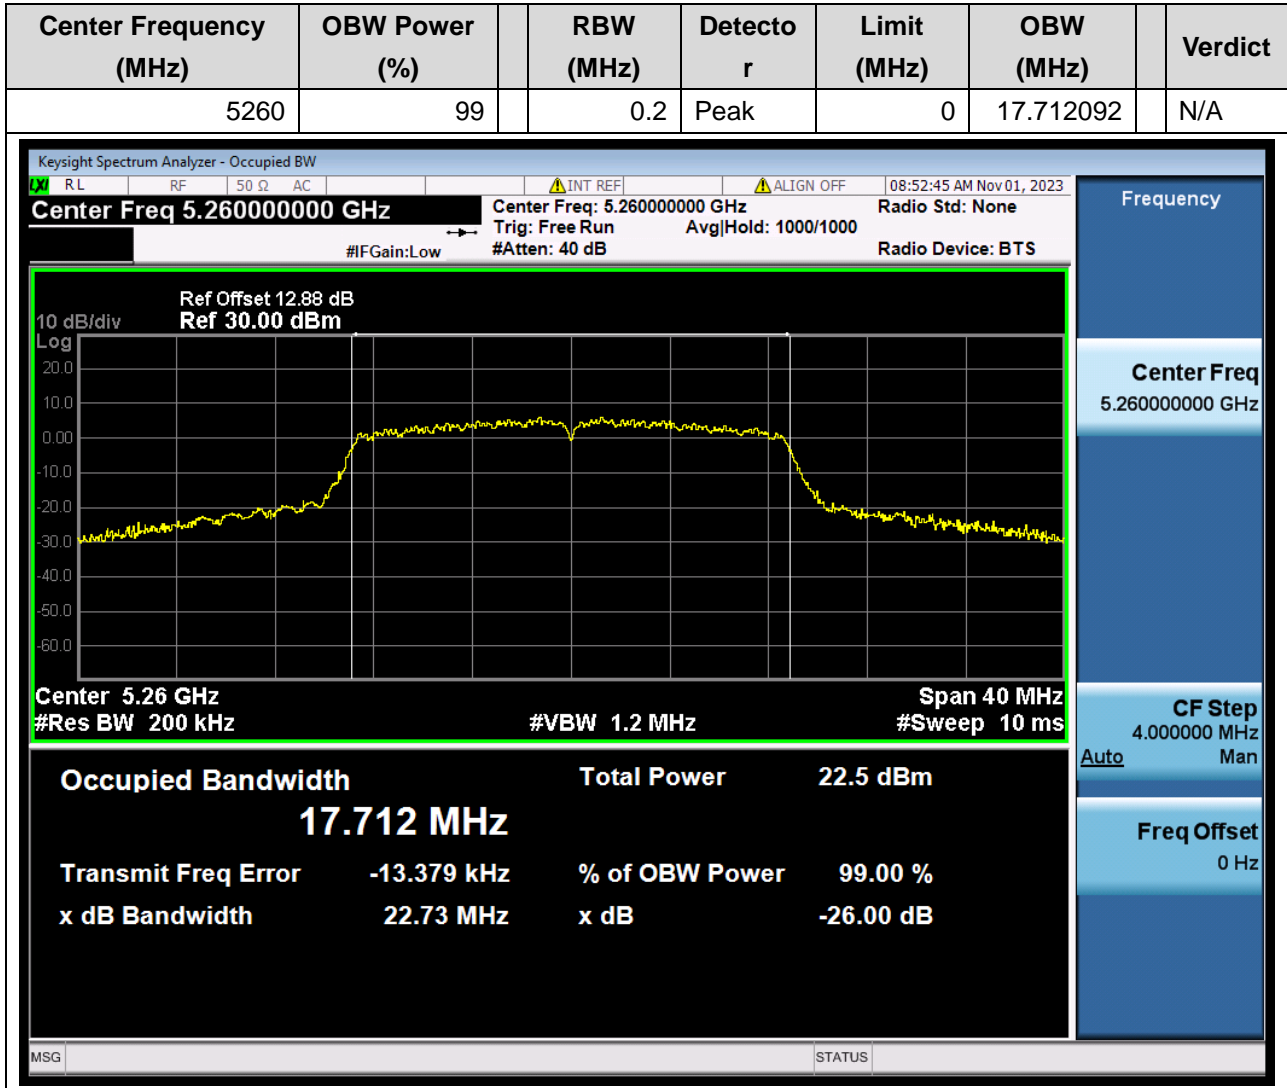 Center Frequency (MHz) OBW Power (%) RBW (MHz) Detector Limit (MHz) OBW (MHz) Verdict
5260 99 0.2 Peak 0 17.712092 N/A
Keysight Spectrum Analyzer - Occupied BW
LXI RL RF 50 Ω AC INT REF ALIGN OFF 08:52:45 AM Nov 01, 2023
Center Freq 5.260000000 GHz
Center Freq: 5.260000000 GHz Radio Std: None
Trig: Free Run Avg|Hold: 1000/1000
#IFGain:Low #Atten: 40 dB Radio Device: BTS
Ref Offset 12.88 dB
10 dB/div Ref 30.00 dBm
Log
20.0
10.0
0.00
-10.0
-20.0
-30.0
-40.0
-50.0
-60.0
Center 5.26 GHz Span 40 MHz
#Res BW 200 kHz #VBW 1.2 MHz #Sweep 10 ms
Occupied Bandwidth Total Power 22.5 dBm
17.712 MHz
Transmit Freq Error -13.379 kHz % of OBW Power 99.00 %
x dB Bandwidth 22.73 MHz x dB -26.00 dB
MSG STATUS
Frequency
Center Freq
5.260000000 GHz
CF Step
4.000000 MHz
Auto Man
Freq Offset
0 Hz